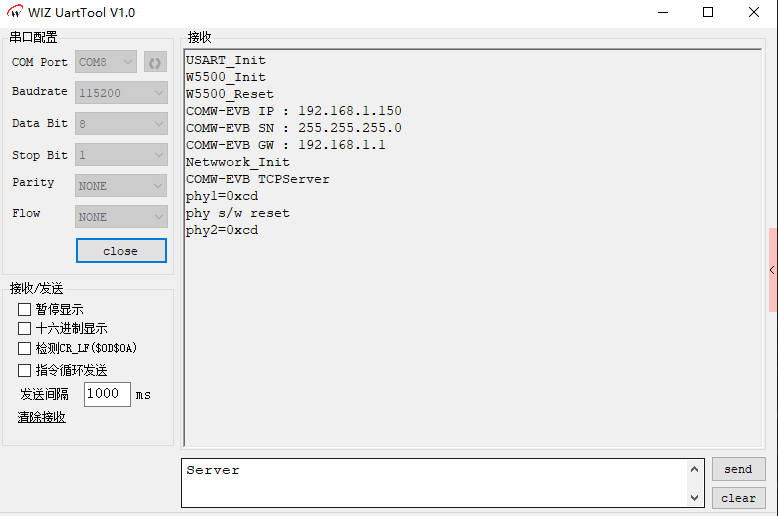 WIZ UartTool V1.0
串口配置
COM Port COM8
Baudrate 115200
Data Bit 8
Stop Bit 1
Parity NONE
Flow NONE
close
接收/发送
暂停显示
十六进制显示
检测CR_LF($0D$0A)
指令循环发送
发送间隔 1000 ms
清除接收
接收
USART_Init
W5500_Init
W5500_Reset
COMW-EVB IP : 192.168.1.150
COMW-EVB SN : 255.255.255.0
COMW-EVB GW : 192.168.1.1
Netwwork_Init
COMW-EVB TCPServer
phy1=0xcd
phy s/w reset
phy2=0xcd
Server
send
clear